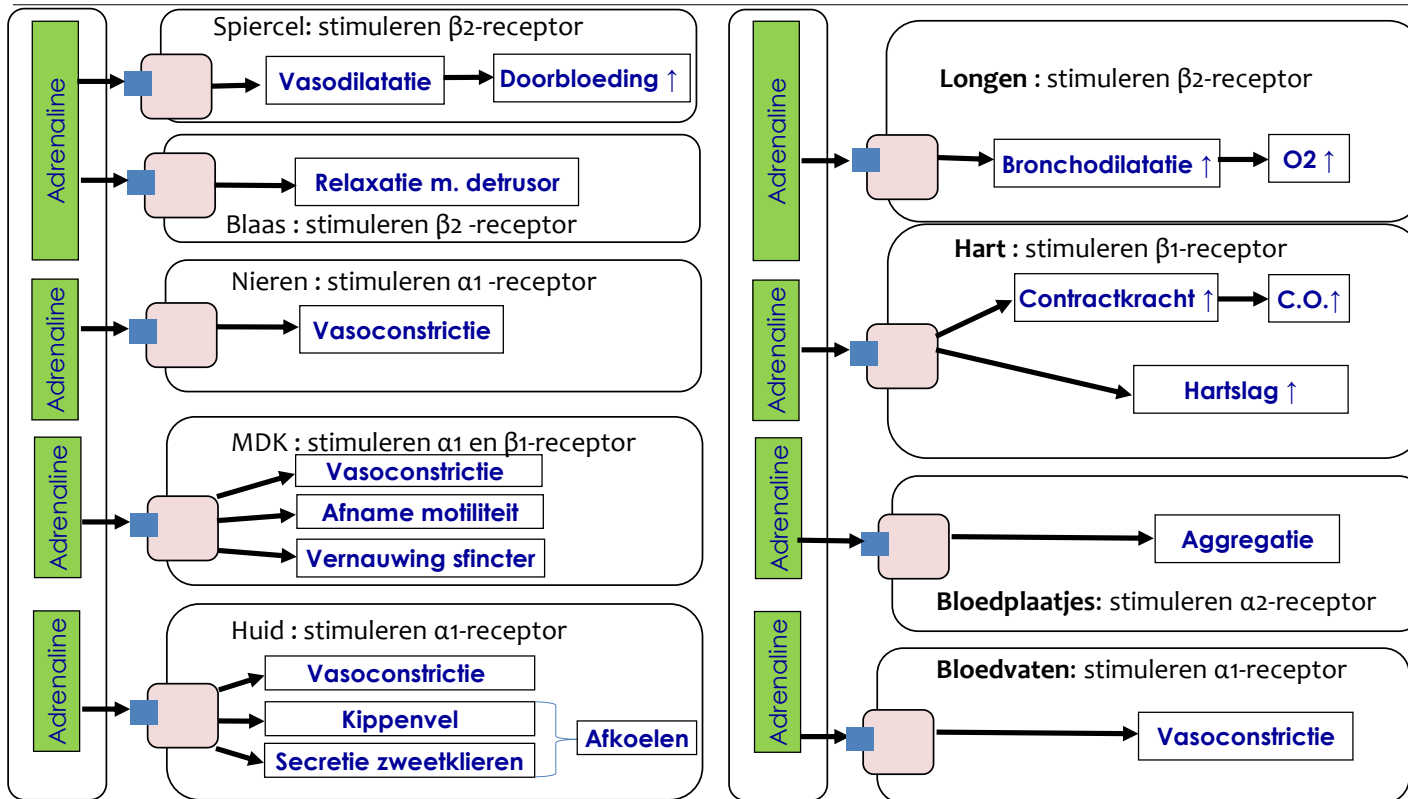 Adrenaline
Spiercel: stimuleren β2-receptor
Vasodilatatie
Doorbloeding ↑
Relaxatie m. detrusor
Blaas : stimuleren β2 -receptor
Adrenaline
Nieren : stimuleren α1 -receptor
Vasoconstrictie
Adrenaline
MDK : stimuleren α1 en β1-receptor
Vasoconstrictie
Afname motiliteit
Vernauwing sfincter
Adrenaline
Huid : stimuleren α1-receptor
Vasoconstrictie
Kippenvel
Secretie zweetklieren
Afkoelen
Adrenaline
Longen : stimuleren β2-receptor
Bronchodilatatie ↑
O2 ↑
Adrenaline
Hart : stimuleren β1-receptor
Contractkracht ↑
C.O.↑
Hartslag ↑
Adrenaline
Aggregatie
Bloedplaatjes: stimuleren α2-receptor
Adrenaline
Bloedvaten: stimuleren α1-receptor
Vasoconstrictie